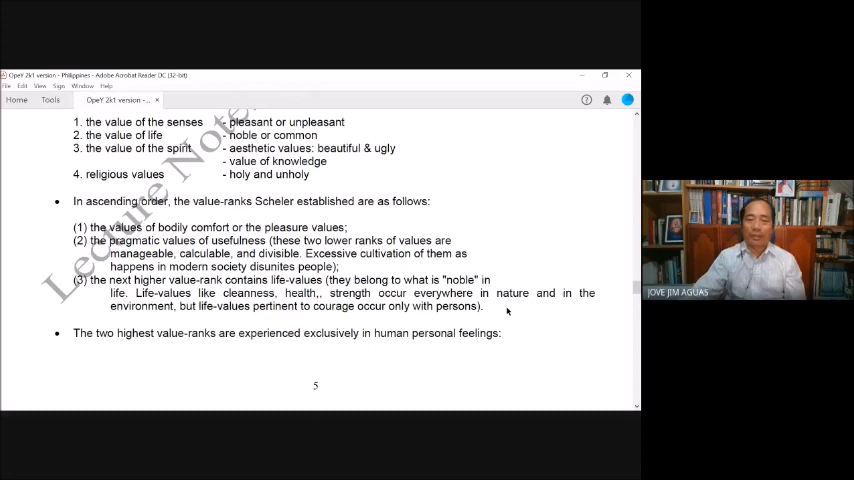 OpeY 2k1 version - Philippines - Adobe Acrobat Reader DC (32-bit)
File Edit View Sign Window Help
Home Tools OpeY 2k1 version -... ×
1. the value of the senses - pleasant or unpleasant
2. the value of life - noble or common
3. the value of the spirit - aesthetic values: beautiful & ugly
- value of knowledge
4. religious values - holy and unholy
• In ascending order, the value-ranks Scheler established are as follows:
(1) the values of bodily comfort or the pleasure values;
(2) the pragmatic values of usefulness (these two lower ranks of values are
manageable, calculable, and divisible. Excessive cultivation of them as
happens in modern society disunites people);
(3) the next higher value-rank contains life-values (they belong to what is "noble" in
life. Life-values like cleanness, health,, strength occur everywhere in nature and in the
environment, but life-values pertinent to courage occur only with persons).
• The two highest value-ranks are experienced exclusively in human personal feelings:
5
Lecture Note
JOVE JIM AGUAS